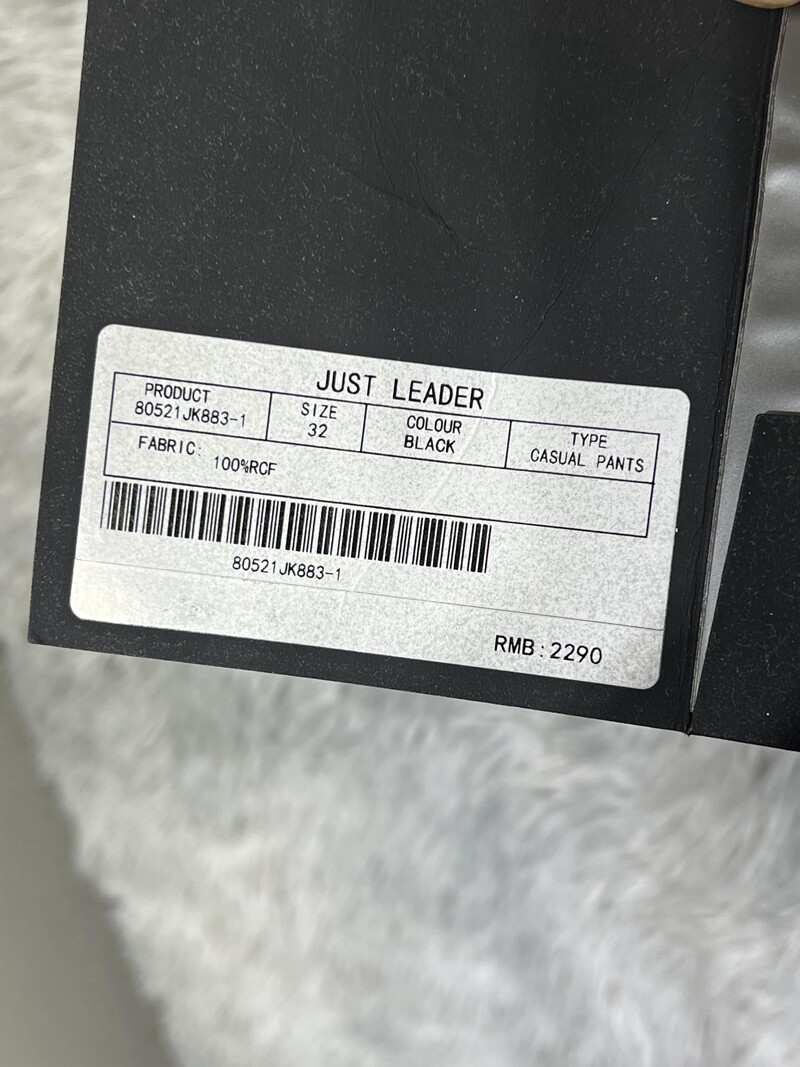 JUST LEADER
PRODUCT
80521JK883-1
SIZE
32
COLOUR
BLACK
TYPE
CASUAL PANTS
FABRIC:
100%RCF
80521JK883-1
RMB:2290